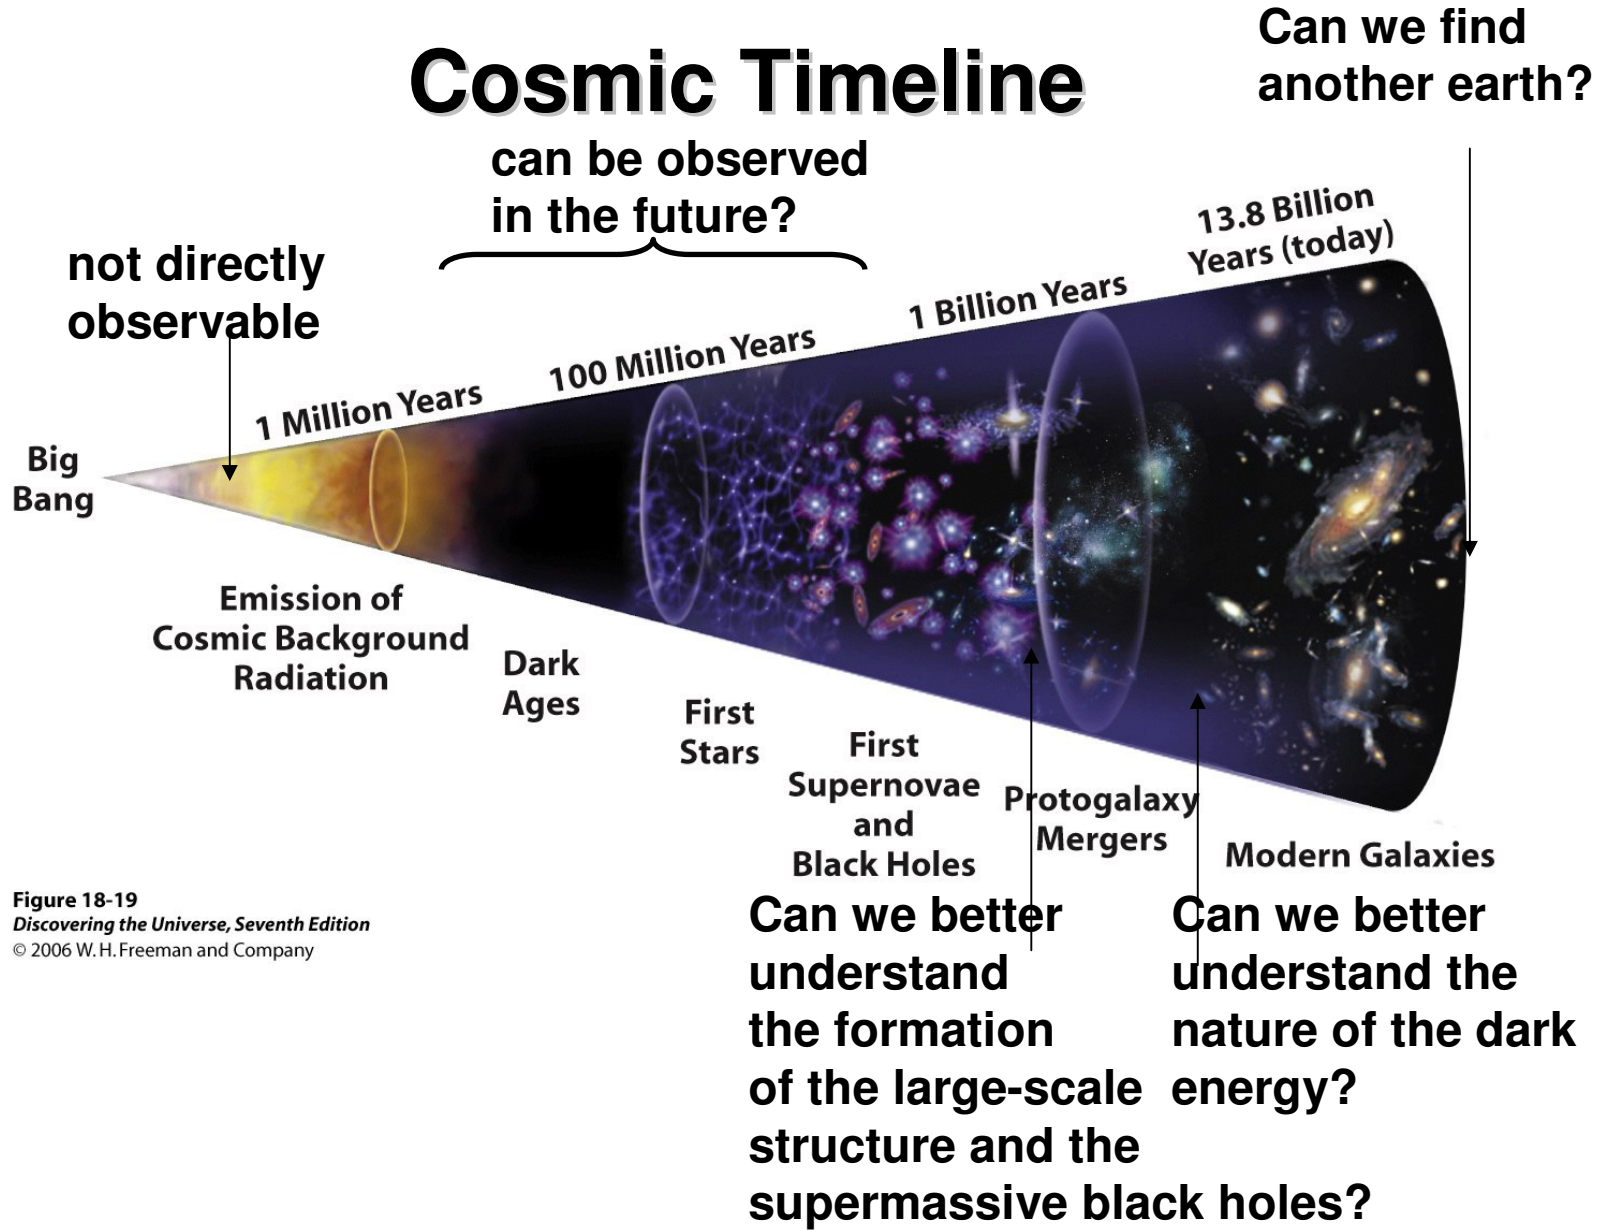 Cosmic Timeline
Can we find
another earth?
can be observed
in the future?
not directly
observable
13.8 Billion
Years (today)
1 Billion Years
100 Million Years
1 Million Years
Big
Bang
Emission of
Cosmic Background
Radiation
Dark
Ages
First
Stars
First
Supernovae
and
Black Holes
Protogalaxy
Mergers
Modern Galaxies
Figure 18-19
Discovering the Universe, Seventh Edition
© 2006 W. H. Freeman and Company
Can we better
understand
the formation
of the large-scale
structure and the
supermassive black holes?
Can we better
understand the
nature of the dark
energy?